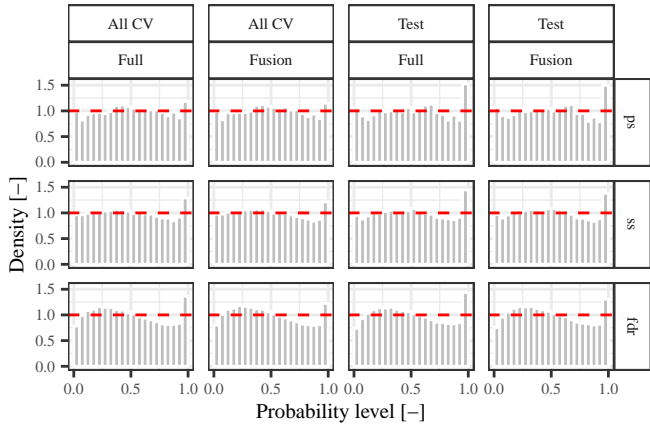 All CV All CV Test Test
Full Fusion Full Fusion
1.5
1.0
0.5
0.0
ps
1.5
1.0
0.5
0.0
ss
1.5
1.0
0.5
0.0
fdr
Density [−]
0.0 0.5 1.0 0.0 0.5 1.0 0.0 0.5 1.0 0.0 0.5 1.0
Probability level [−]